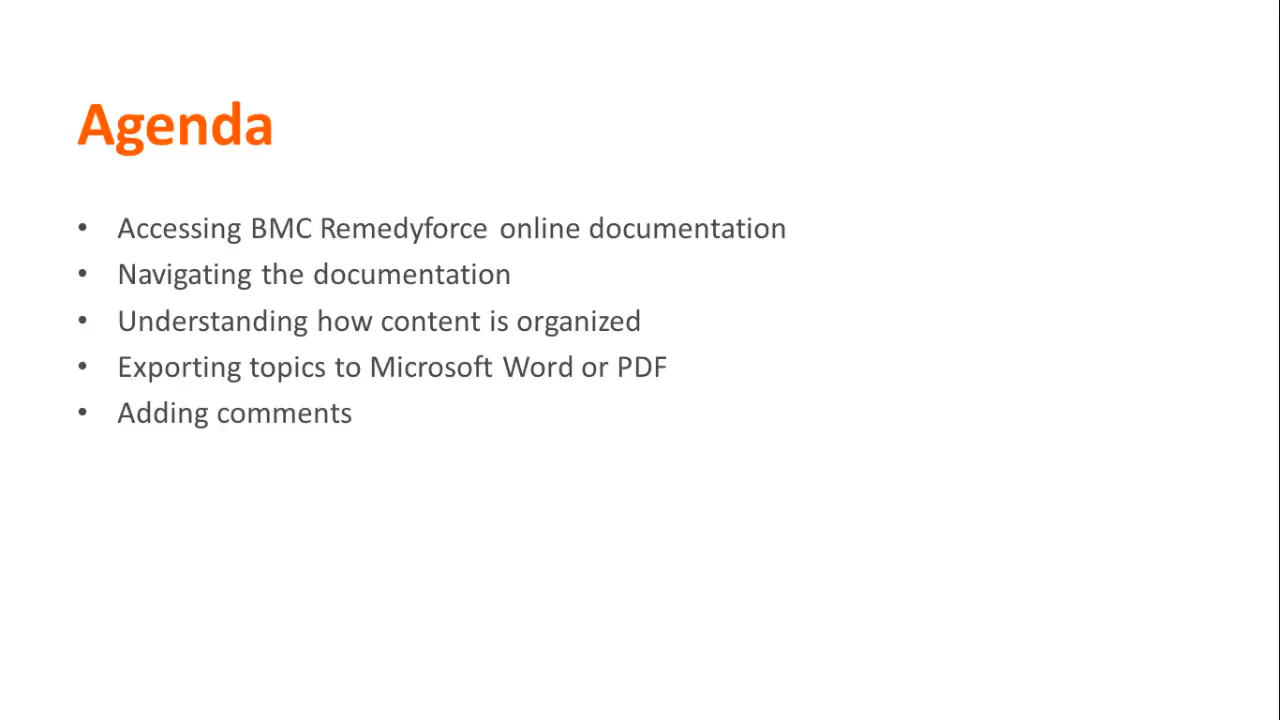 Agenda
• Accessing BMC Remedyforce online documentation
• Navigating the documentation
• Understanding how content is organized
• Exporting topics to Microsoft Word or PDF
• Adding comments